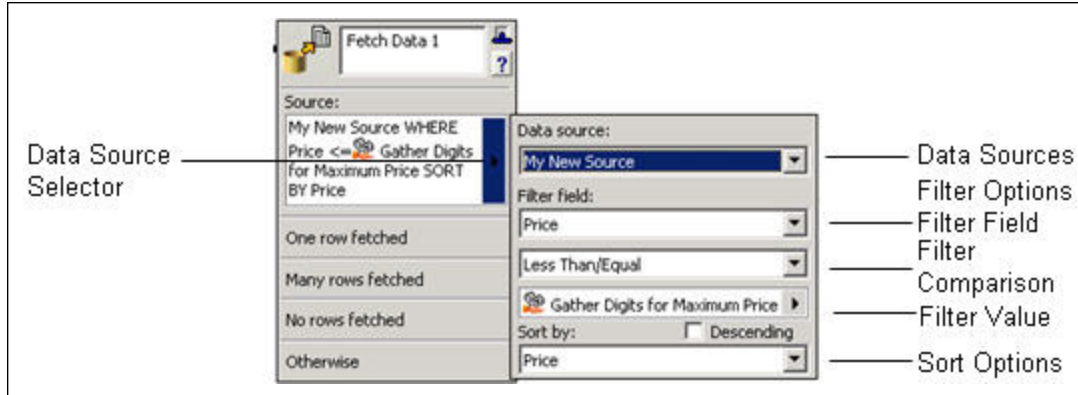 Fetch Data 1
?
Source:
My New Source WHERE
Price <= Gather Digits
for Maximum Price SORT
BY Price
One row fetched
Many rows fetched
No rows fetched
Otherwise
Data source:
My New Source
Filter field:
Price
Less Than/Equal
Gather Digits for Maximum Price
Sort by:
Descending
Price
Data Source
Selector
Data Sources
Filter Options
Filter Field
Filter
Comparison
Filter Value
Sort Options